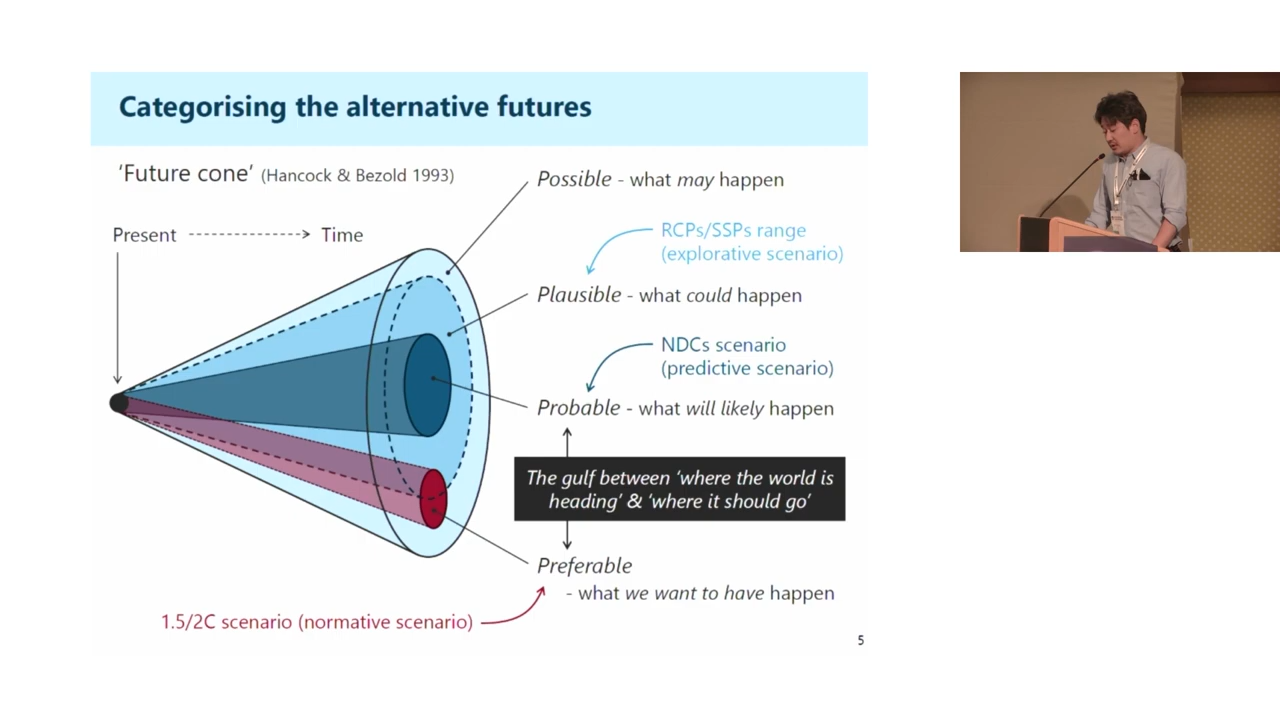 Categorising the alternative futures
'Future cone' (Hancock & Bezold 1993)
Present
Time
Possible - what may happen
RCPs/SSPs range
(explorative scenario)
Plausible - what could happen
NDCs scenario
(predictive scenario)
Probable - what will likely happen
The gulf between 'where the world is
heading' & 'where it should go'
Preferable
- what we want to have happen
1.5/2C scenario (normative scenario)
5